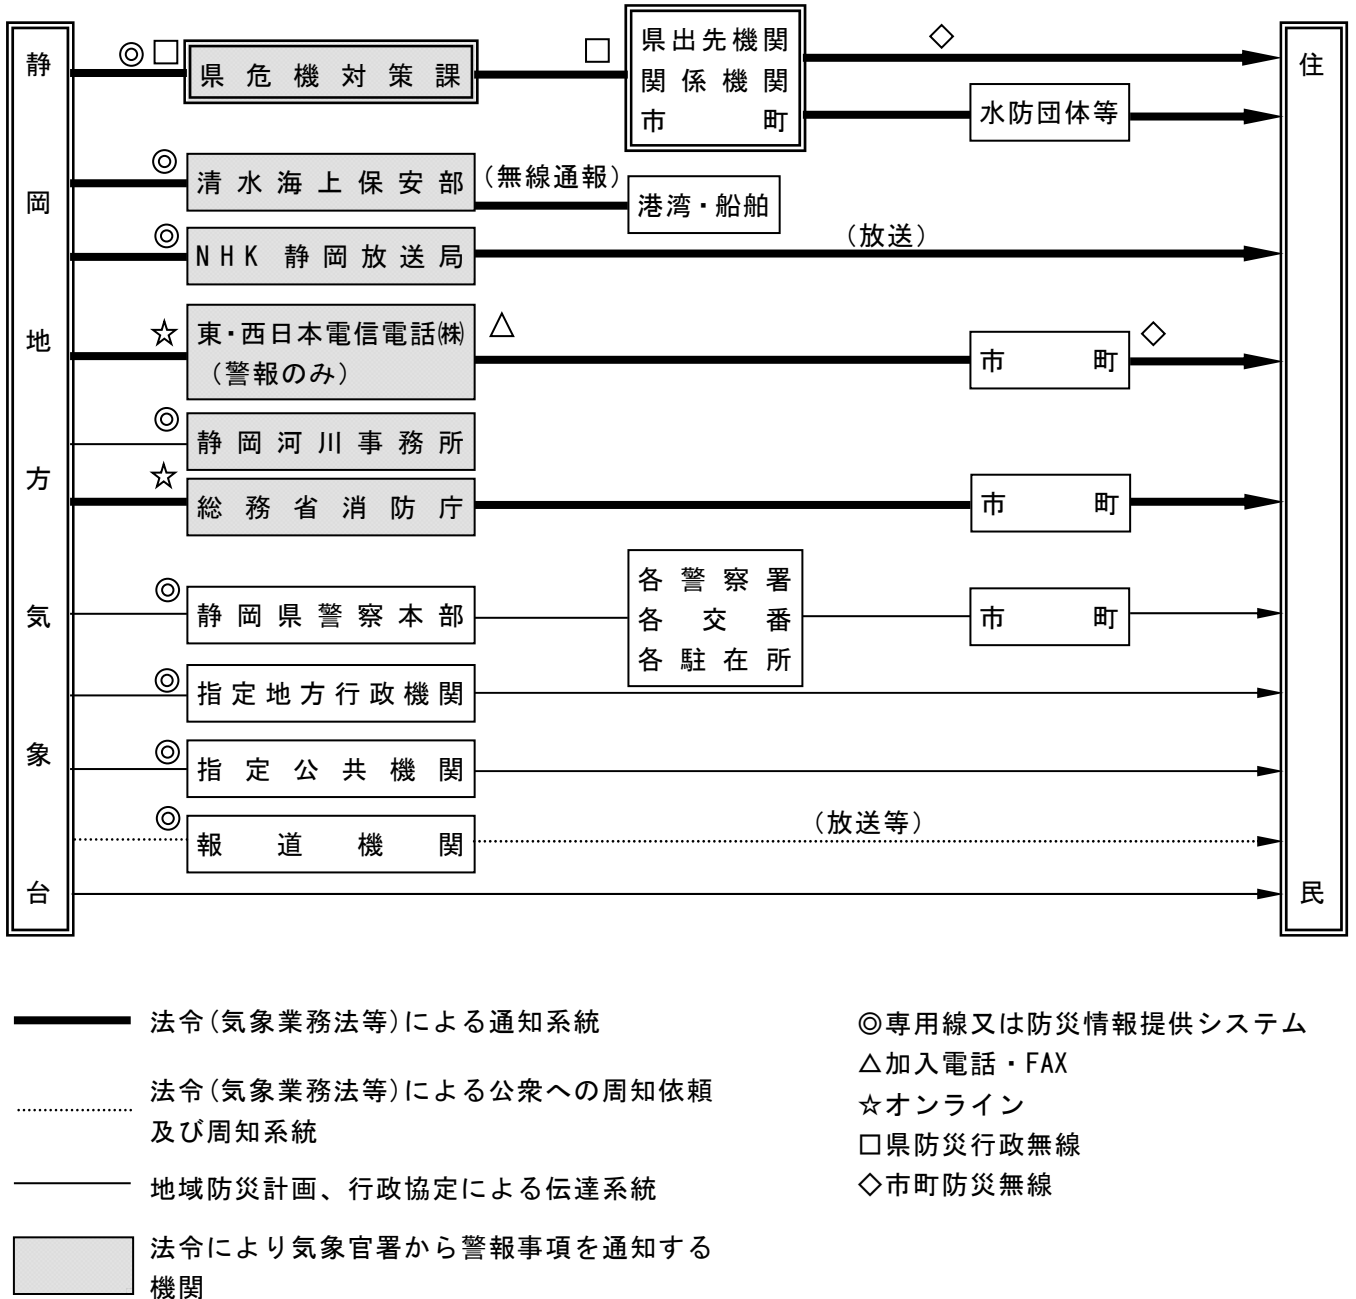 静岡地方気象台
◎□
県危機対策課
□
県出先機関
関係機関
市町
◇
水防団体等
住民
◎
清水海上保安部
(無線通報)
港湾・船舶
◎
NHK 静岡放送局
(放送)
☆
東・西日本電信電話㈱
(警報のみ)
△
市町
◇
◎
静岡河川事務所
☆
総務省消防庁
市町
◎
静岡県警察本部
各警察署
各交番
各駐在所
市町
◎
指定地方行政機関
◎
指定公共機関
◎
報道機関
(放送等)
法令(気象業務法等)による通知系統
法令(気象業務法等)による公衆への周知依頼
及び周知系統
地域防災計画、行政協定による伝達系統
法令により気象官署から警報事項を通知する
機関
◎専用線又は防災情報提供システム
△加入電話・FAX
☆オンライン
□県防災行政無線
◇市町防災無線